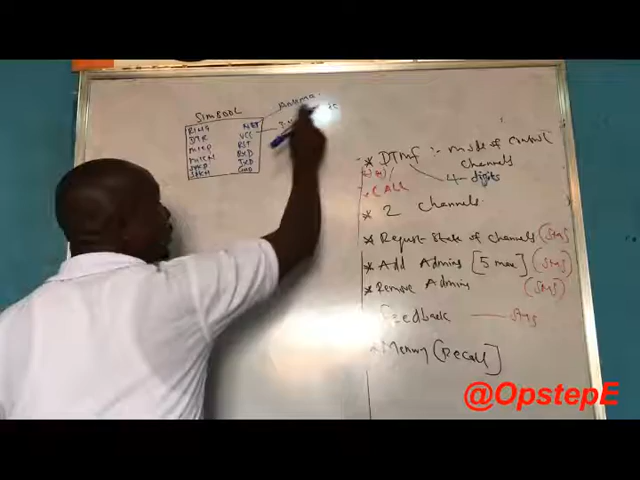 SIM800L
RING NET
DTR VCC
MICP RST
MICN RXD
SPKP TXD
SPKN GND
Antenna
* DTMF :- mode of control
channels
4 digits
CALL
* 2 channels
* Request State of channels (SMS)
* Add Admins [5 max] (SMS)
* Remove Admins (SMS)
Feedback — SMS
* Memory [Recall]
@OpstepE